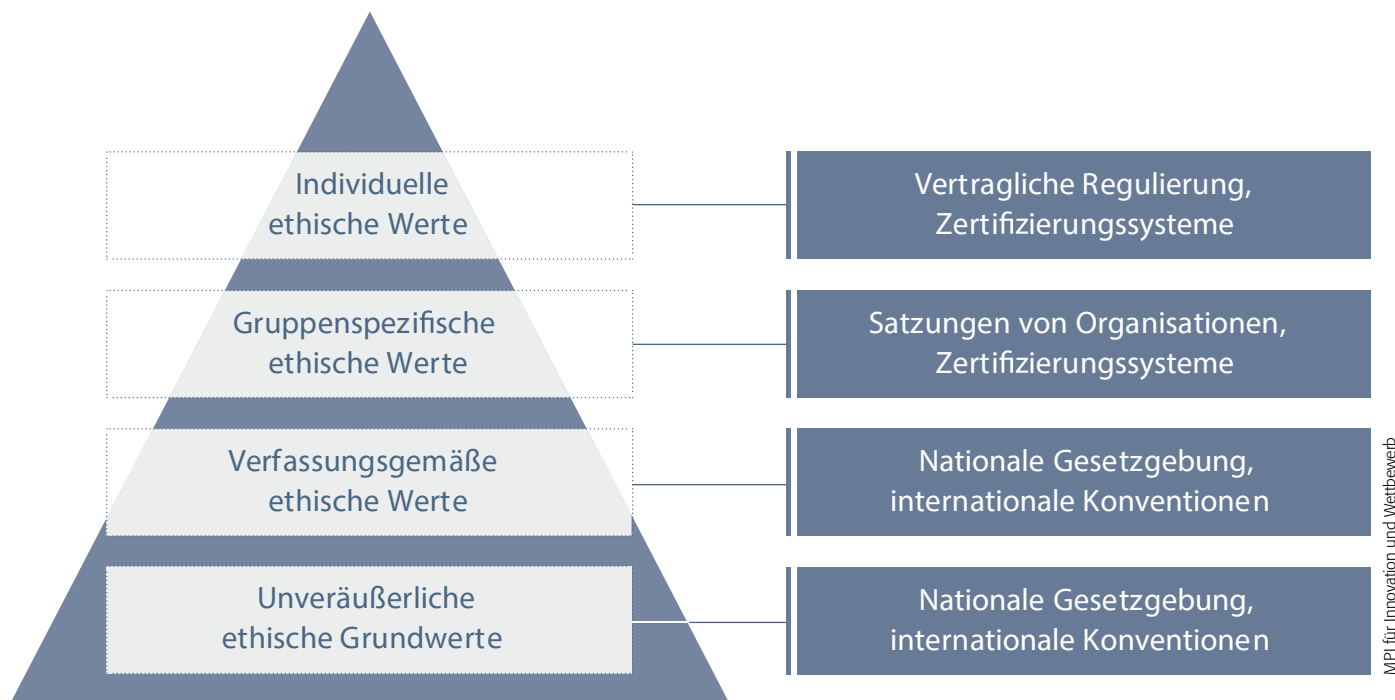 Individuelle
ethische Werte
Vertragliche Regulierung,
Zertifizierungssysteme
Gruppenspezifische
ethische Werte
Satzungen von Organisationen,
Zertifizierungssysteme
Verfassungsgemäße
ethische Werte
Nationale Gesetzgebung,
internationale Konventionen
Unveräußerliche
ethische Grundwerte
Nationale Gesetzgebung,
internationale Konventionen
MPI für Innovation und Wettbewerb